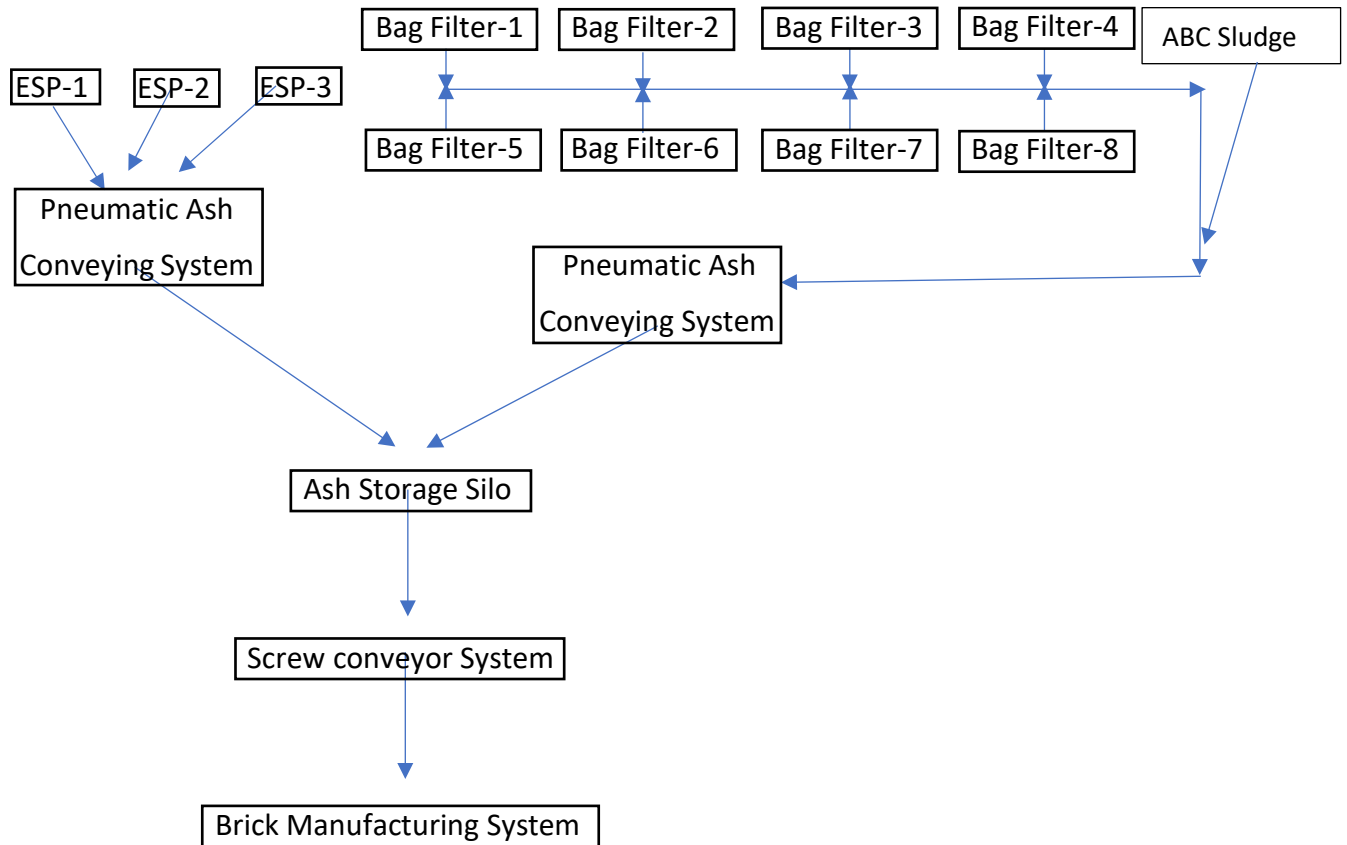 Bag Filter-1
Bag Filter-2
Bag Filter-3
Bag Filter-4
ABC Sludge
ESP-1
ESP-2
ESP-3
Bag Filter-5
Bag Filter-6
Bag Filter-7
Bag Filter-8
Pneumatic Ash
Conveying System
Pneumatic Ash
Conveying System
Ash Storage Silo
Screw conveyor System
Brick Manufacturing System